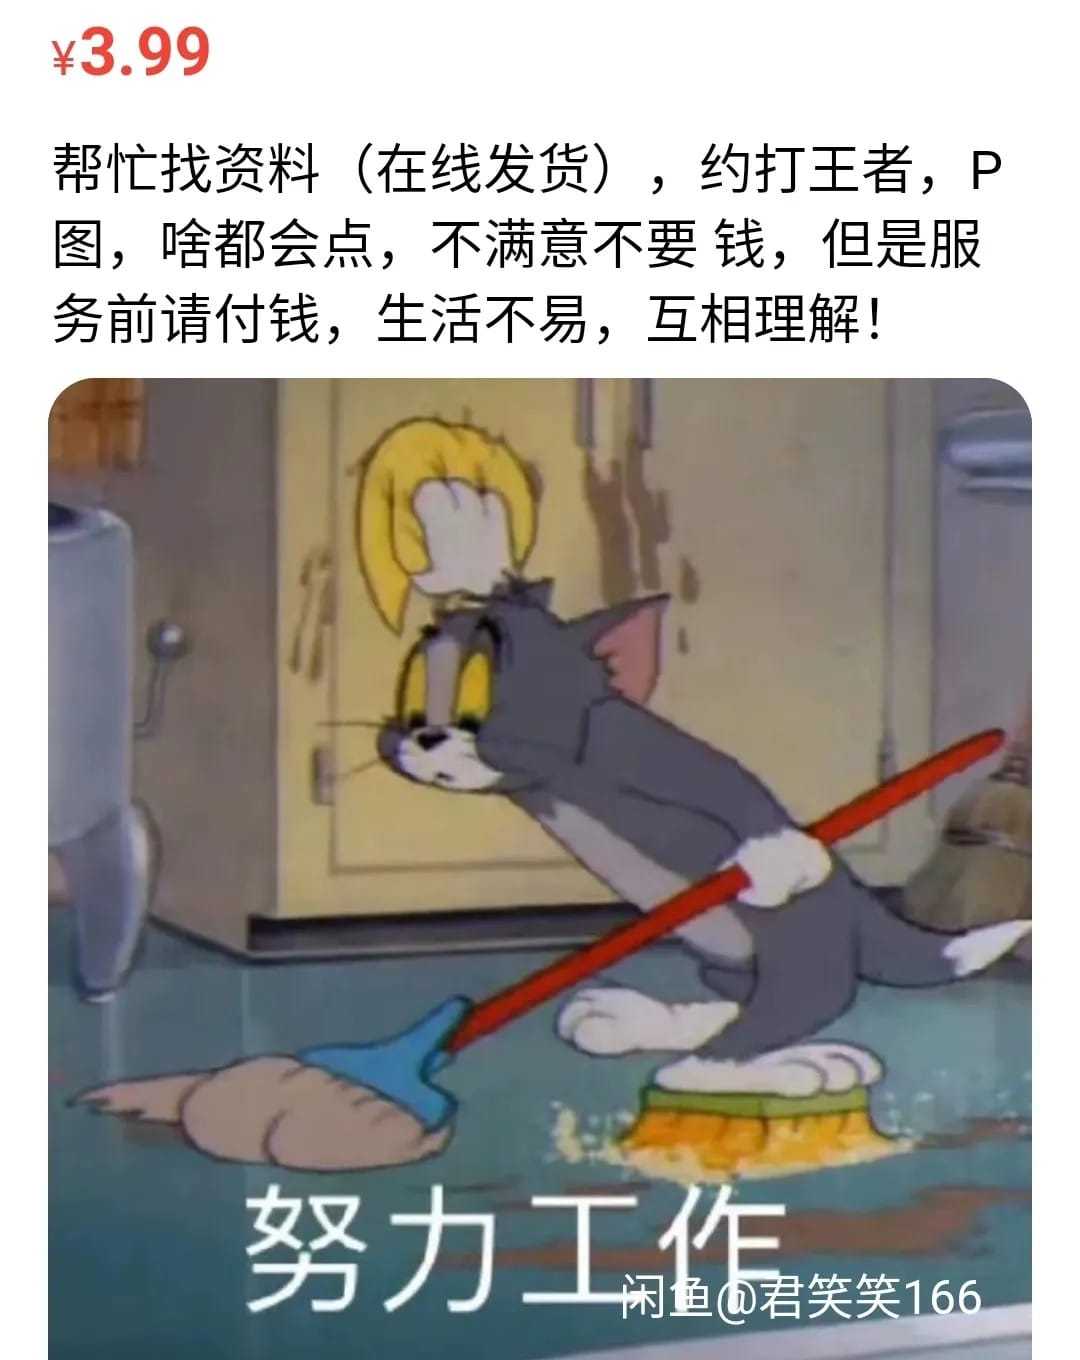 ¥3.99
帮忙找资料（在线发货），约打王者，P
图，啥都会点，不满意不要 钱，但是服
务前请付钱，生活不易，互相理解！
努力工作
闲鱼@君笑笑166